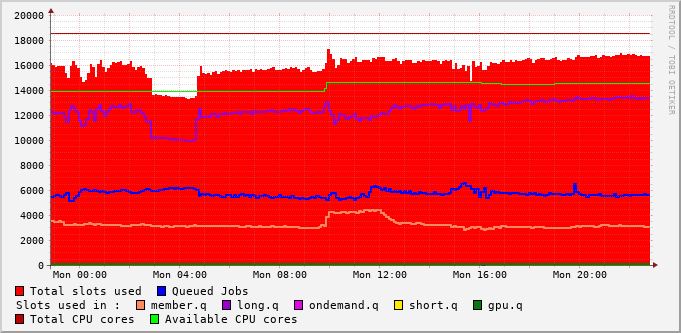 20000
18000
16000
14000
12000
10000
8000
6000
4000
2000
0
Mon 00:00 Mon 04:00 Mon 08:00 Mon 12:00 Mon 16:00 Mon 20:00
Total slots used Queued Jobs
Slots used in : member.q long.q ondemand.q short.q gpu.q
Total CPU cores Available CPU cores
RRDTOOL / TOBI OETIKER